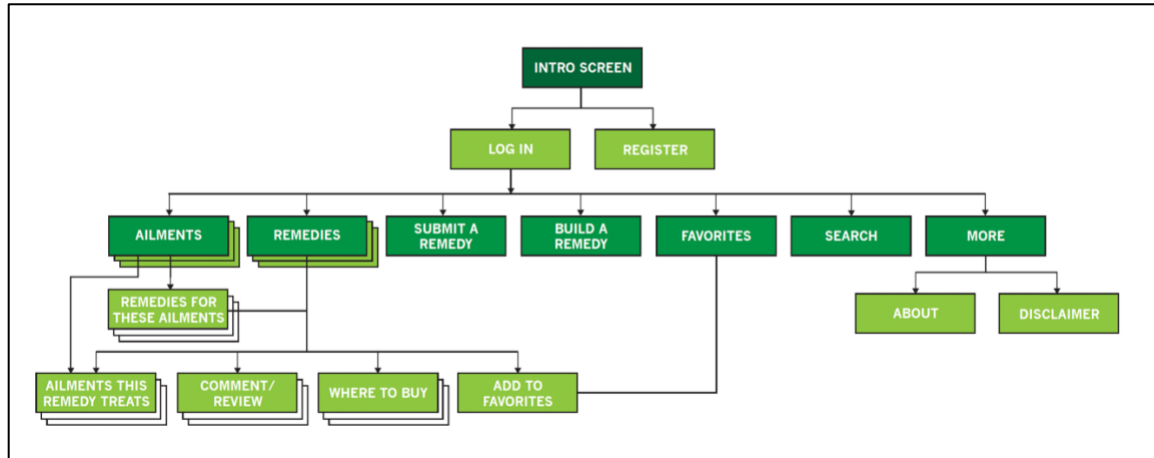 INTRO SCREEN
LOG IN
REGISTER
AILMENTS
REMEDIES
SUBMIT A
REMEDY
BUILD A
REMEDY
FAVORITES
SEARCH
MORE
REMEDIES FOR
THESE AILMENTS
ABOUT
DISCLAIMER
AILMENTS THIS
REMEDY TREATS
COMMENT/
REVIEW
WHERE TO BUY
ADD TO
FAVORITES